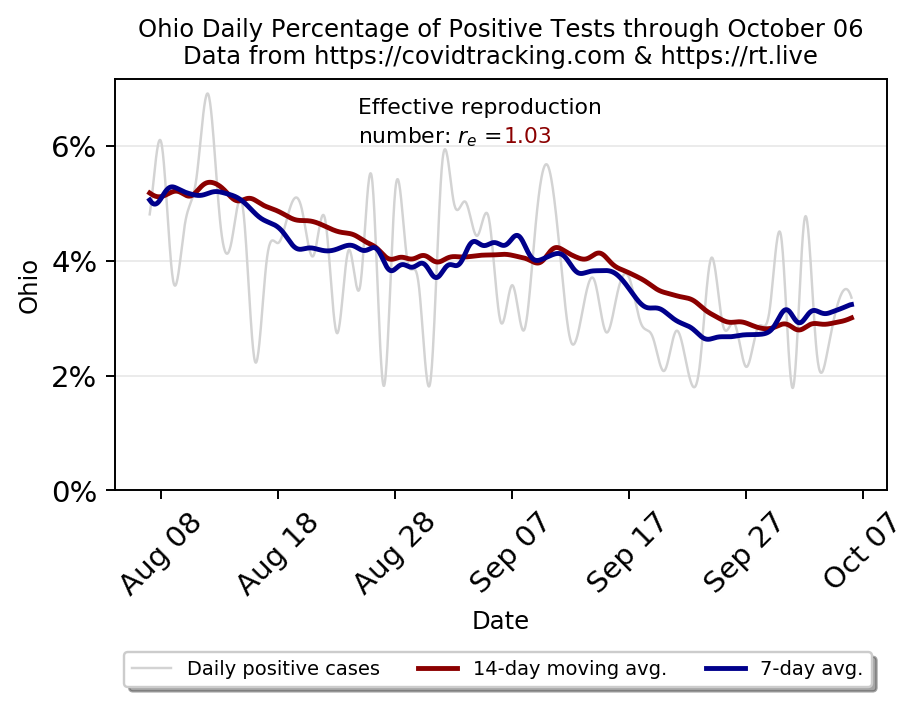 Ohio Daily Percentage of Positive Tests through October 06
Data from https://covidtracking.com & https://rt.live
Effective reproduction
number: rₑ =1.03
6%
4%
2%
0%
Ohio
Aug 08
Aug 18
Aug 28
Sep 07
Sep 17
Sep 27
Oct 07
Date
Daily positive cases
14-day moving avg.
7-day avg.